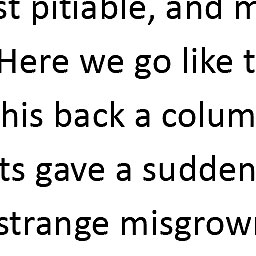 st pitiable, and m
Here we go like t
his back a colum
ts gave a sudden
strange misgrow